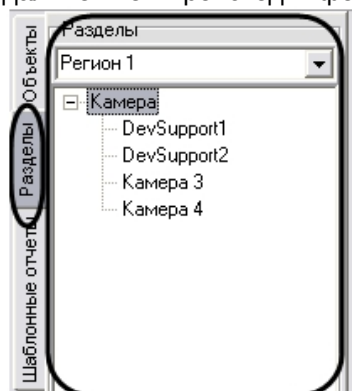 Объекты
Разделы
Шаблонные отчеты
Разделы
Регион 1
Камера
DevSupport1
DevSupport2
Камера 3
Камера 4